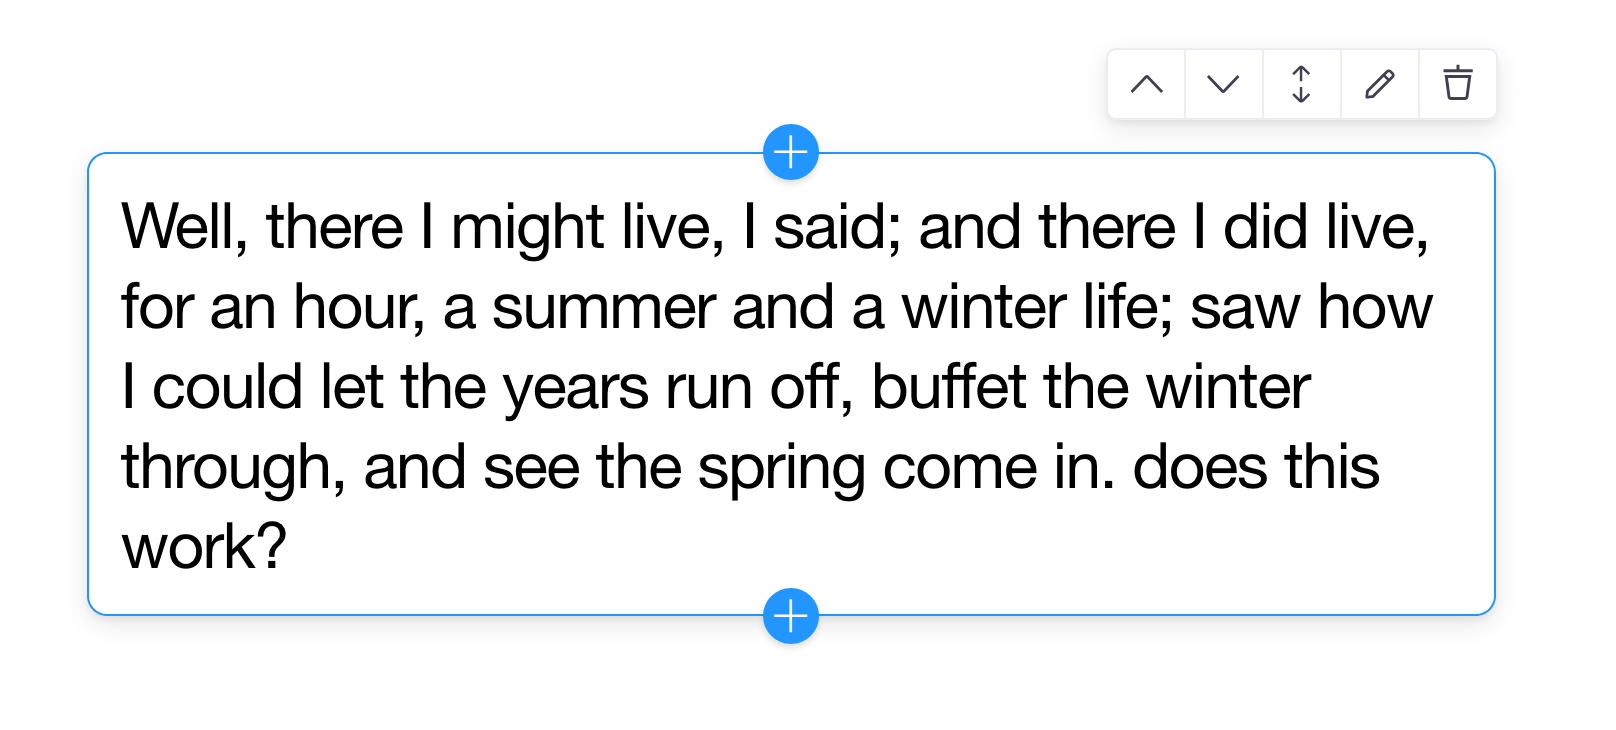 Well, there I might live, I said; and there I did live,
for an hour, a summer and a winter life; saw how
I could let the years run off, buffet the winter
through, and see the spring come in. does this
work?